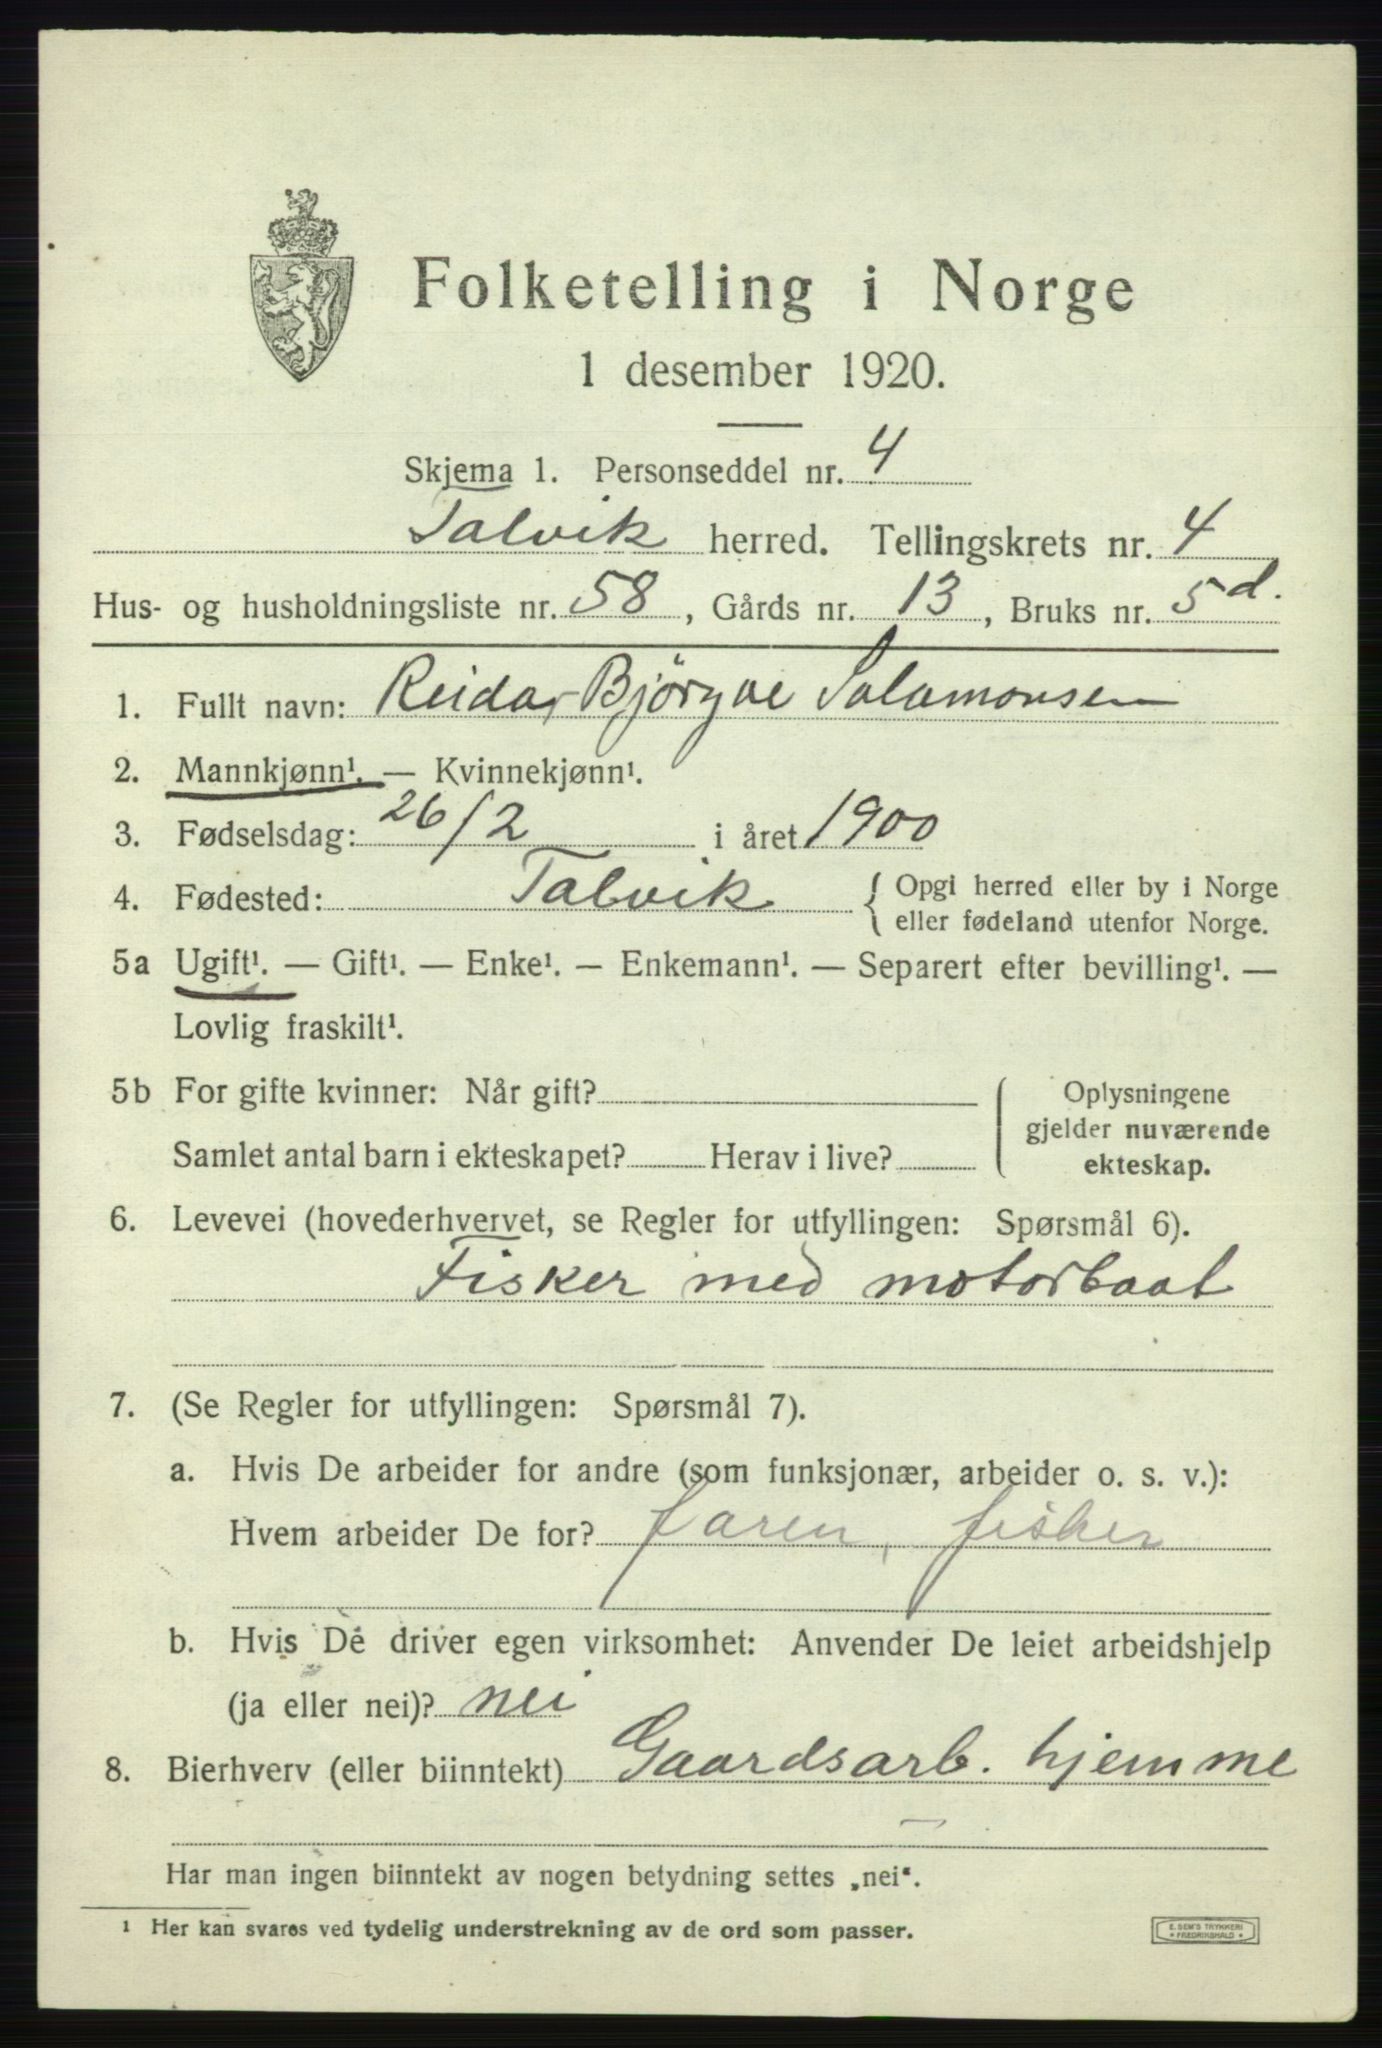 Folketelling i Norge
1 desember 1920.
Skjema 1. Personseddel nr. 4
Talvik herred. Tellingskrets nr. 4
Hus- og husholdningsliste nr. 58, Gårds nr. 13, Bruks nr. 5 d.
1. Fullt navn: Reidar Bjørgve Salamonsen
2. Mannkjønn¹. — Kvinnekjønn¹.
3. Fødselsdag: 26/2 i året 1900
4. Fødested: Talvik { Opgi herred eller by i Norge
eller fødeland utenfor Norge.
5a Ugift¹. — Gift¹. — Enke¹. — Enkemann¹. — Separert efter bevilling¹. —
Lovlig fraskilt¹.
5b For gifte kvinner: Når gift? ( Oplysningene
gjelder nuværende
Samlet antal barn i ekteskapet? Herav i live? ekteskap.
6. Levevei (hovederhvervet, se Regler for utfyllingen: Spørsmål 6).
Fisker med motorbaat
7. (Se Regler for utfyllingen: Spørsmål 7).
a. Hvis De arbeider for andre (som funksjonær, arbeider o. s. v.):
Hvem arbeider De for? faren, fisker
b. Hvis De driver egen virksomhet: Anvender De leiet arbeidshjelp
(ja eller nei)? nei
8. Bierhverv (eller biinntekt) Gaardsarb. hjemme
Har man ingen biinntekt av nogen betydning settes „nei“.
¹ Her kan svares ved tydelig understrekning av de ord som passer.
E. SEM'S TRYKKERI
* FREDRIKSHALD *